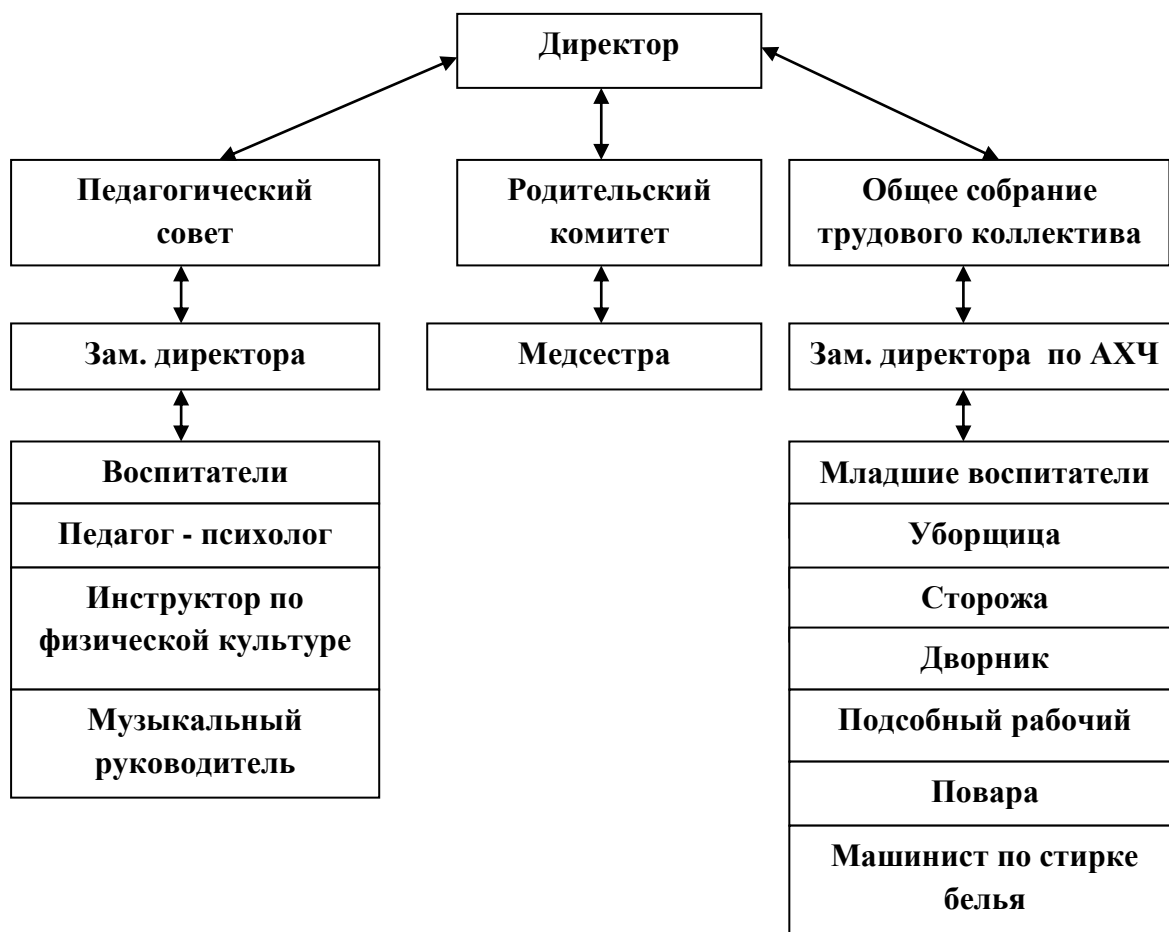 Директор
Педагогический
совет
Родительский
комитет
Общее собрание
трудового коллектива
Зам. директора
Медсестра
Зам. директора по АХЧ
Воспитатели
Педагог - психолог
Инструктор по
физической культуре
Музыкальный
руководитель
Младшие воспитатели
Уборщица
Сторожа
Дворник
Подсобный рабочий
Повара
Машинист по стирке
белья